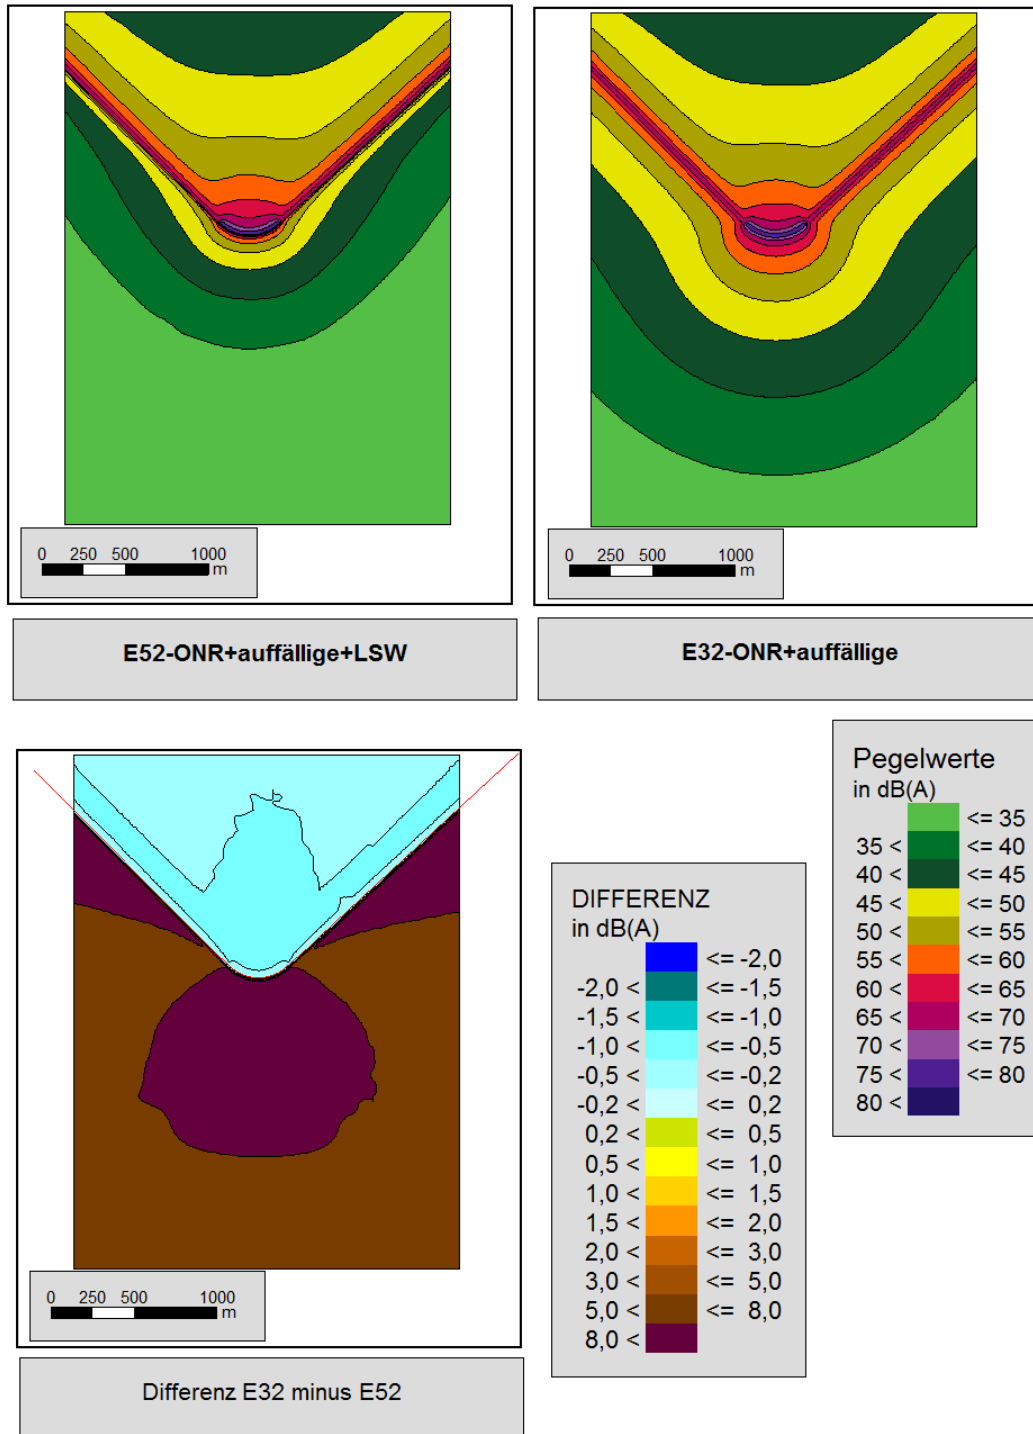 0 250 500 1000
m
0 250 500 1000
m
E52-ONR+auffällige+LSW
E32-ONR+auffällige
0 250 500 1000
m
Differenz E32 minus E52
DIFFERENZ
in dB(A)
<= -2,0
-2,0 < <= -1,5
-1,5 < <= -1,0
-1,0 < <= -0,5
-0,5 < <= -0,2
-0,2 < <= 0,2
0,2 < <= 0,5
0,5 < <= 1,0
1,0 < <= 1,5
1,5 < <= 2,0
2,0 < <= 3,0
3,0 < <= 5,0
5,0 < <= 8,0
8,0 <
Pegelwerte
in dB(A)
<= 35
35 < <= 40
40 < <= 45
45 < <= 50
50 < <= 55
55 < <= 60
60 < <= 65
65 < <= 70
70 < <= 75
75 < <= 80
80 <